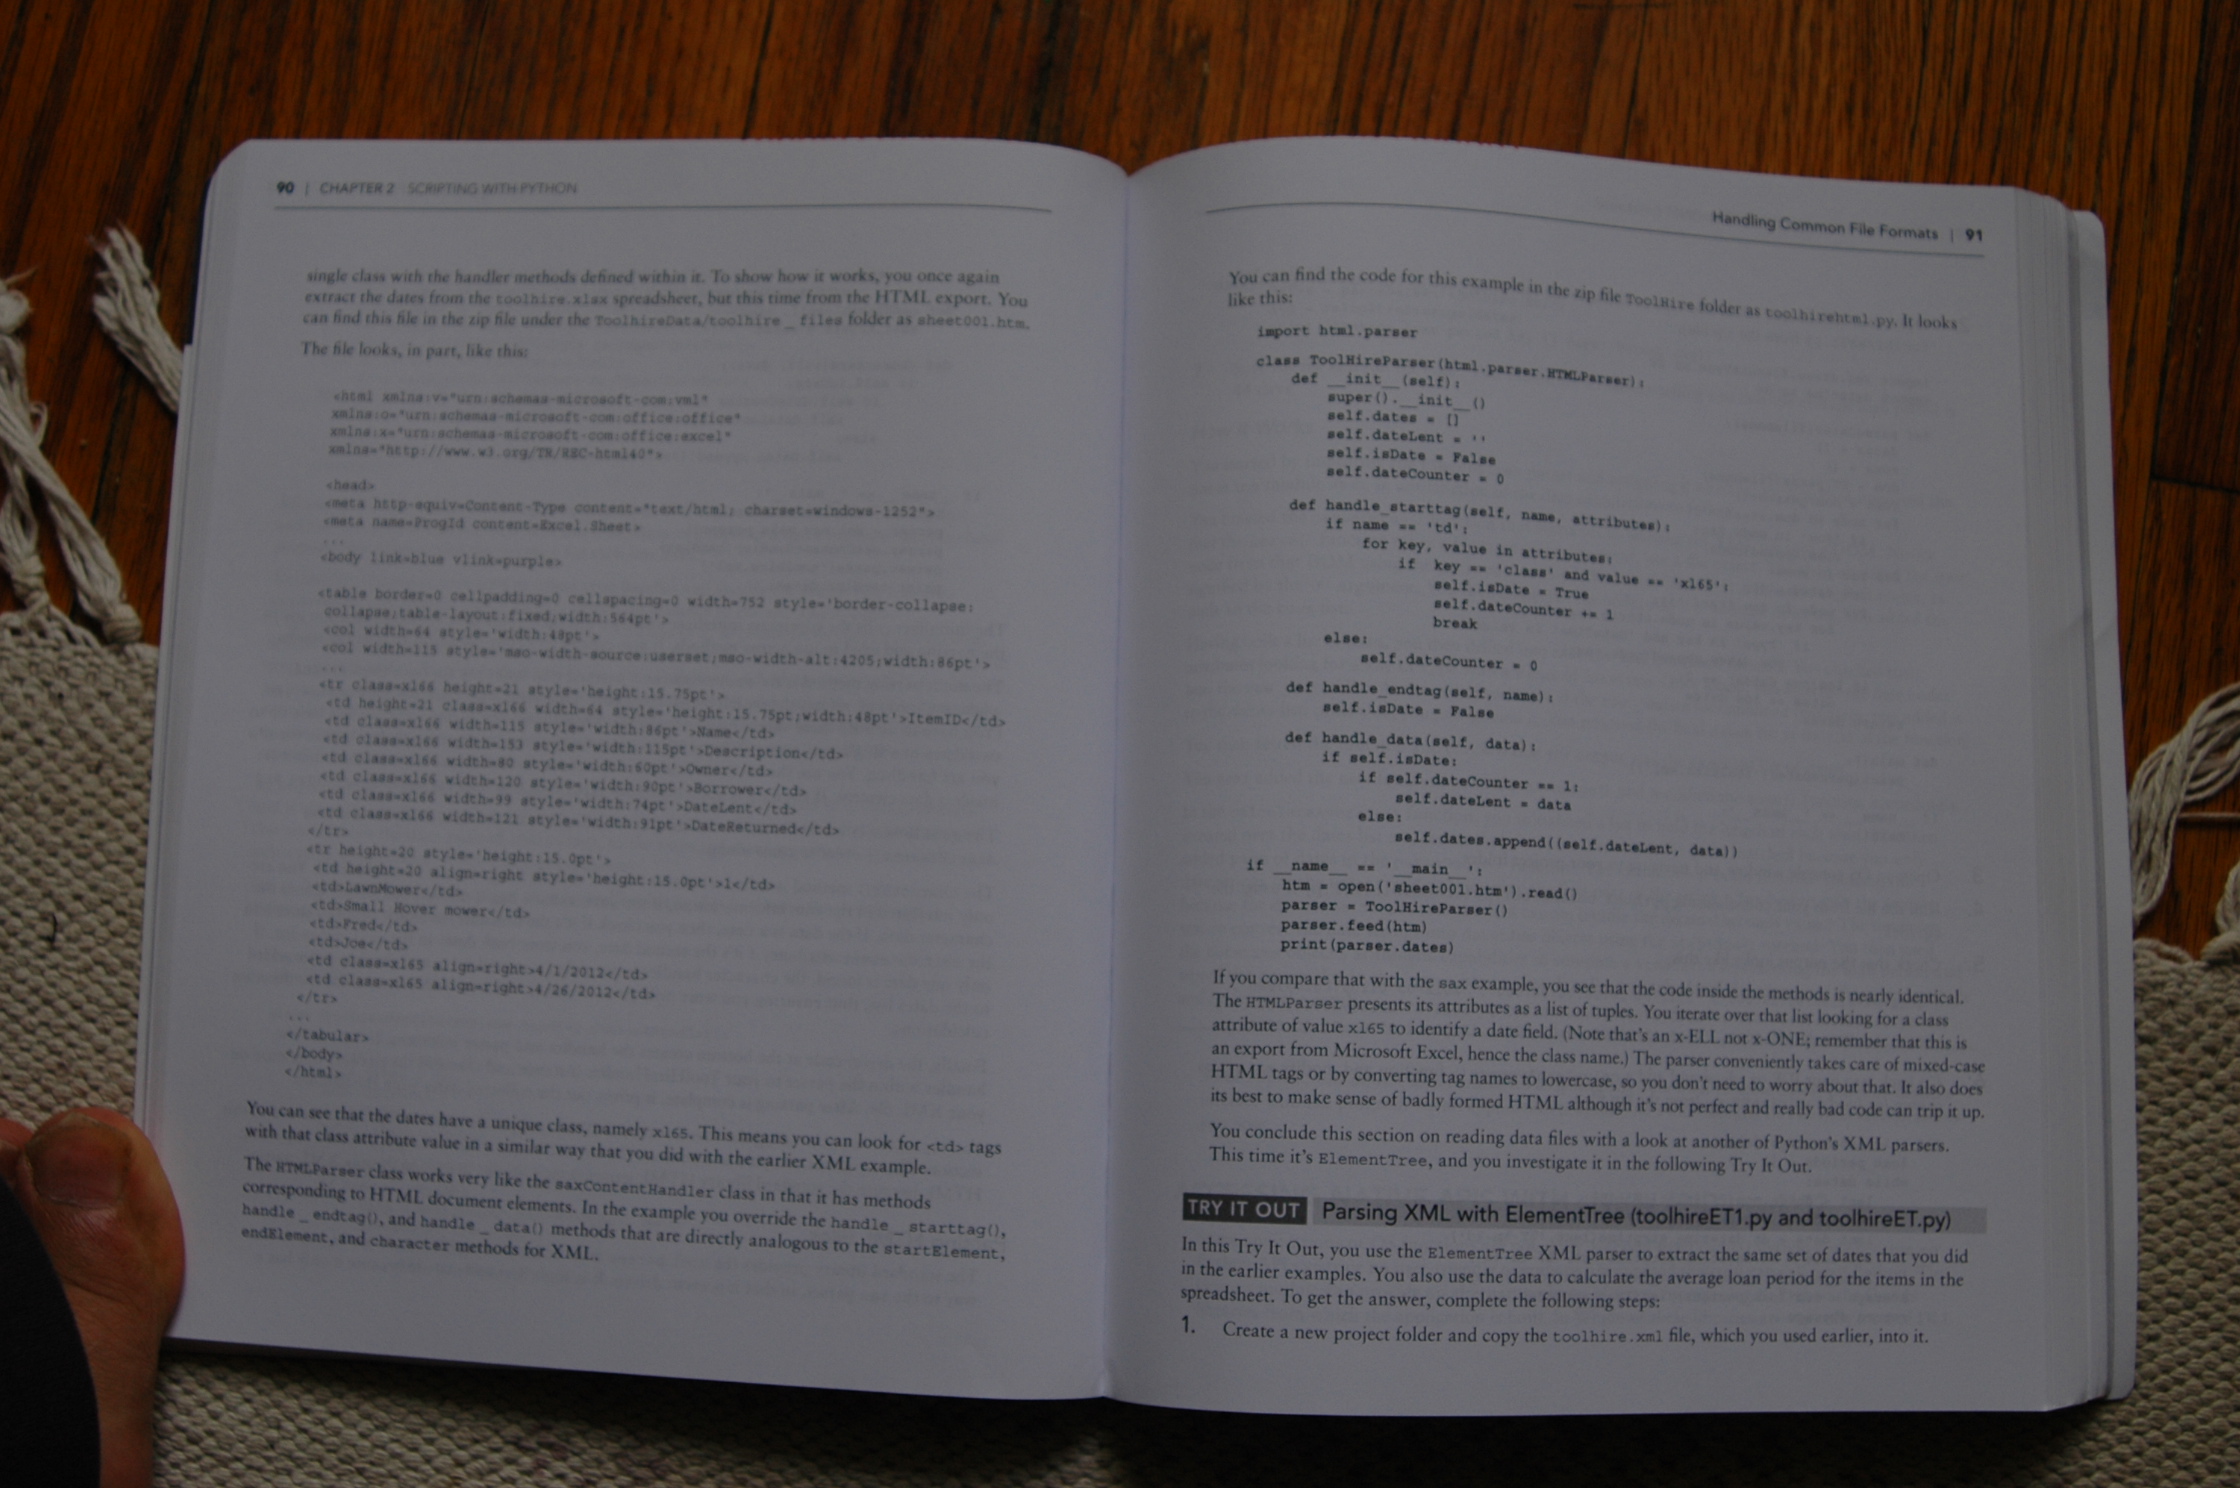 90 | CHAPTER 2 SCRIPTING WITH PYTHON
single class with the handler methods defined within it. To show how it works, you once again
extract the dates from the toolhire.xlsx spreadsheet, but this time from the HTML export. You
can find this file in the zip file under the ToolhireData/toolhire_files folder as sheet001.htm.
The file looks, in part, like this:
<html xmlns:v="urn:schemas-microsoft-com:vml"
xmlns:o="urn:schemas-microsoft-com:office:office"
xmlns:x="urn:schemas-microsoft-com:office:excel"
xmlns="http://www.w3.org/TR/REC-html40">
<head>
<meta http-equiv=Content-Type content="text/html; charset=windows-1252">
<meta name=ProgId content=Excel.Sheet>
...
<body link=blue vlink=purple>
<table border=0 cellpadding=0 cellspacing=0 width=752 style='border-collapse:
collapse;table-layout:fixed;width:564pt'>
<col width=64 style='width:48pt'>
<col width=115 style='mso-width-source:userset;mso-width-alt:4205;width:86pt'>
...
<tr class=xl66 height=21 style='height:15.75pt'>
<td height=21 class=xl66 width=64 style='height:15.75pt;width:48pt'>ItemID</td>
<td class=xl66 width=115 style='width:86pt'>Name</td>
<td class=xl66 width=153 style='width:115pt'>Description</td>
<td class=xl66 width=80 style='width:60pt'>Owner</td>
<td class=xl66 width=120 style='width:90pt'>Borrower</td>
<td class=xl66 width=99 style='width:74pt'>DateLent</td>
<td class=xl66 width=121 style='width:91pt'>DateReturned</td>
</tr>
<tr height=20 style='height:15.0pt'>
<td height=20 align=right style='height:15.0pt'>1</td>
<td>LawnMower</td>
<td>Small Hover mower</td>
<td>Fred</td>
<td>Joe</td>
<td class=xl65 align=right>4/1/2012</td>
<td class=xl65 align=right>4/26/2012</td>
</tr>
...
</tabular>
</body>
</html>
You can see that the dates have a unique class, namely xl65. This means you can look for <td> tags
with that class attribute value in a similar way that you did with the earlier XML example.
The HTMLParser class works very like the saxContentHandler class in that it has methods
corresponding to HTML document elements. In the example you override the handle_starttag(),
handle_endtag(), and handle_data() methods that are directly analogous to the startElement,
endElement, and character methods for XML.
Handling Common File Formats | 91
You can find the code for this example in the zip file ToolHire folder as toolhirehtml.py. It looks
like this:
import html.parser
class ToolHireParser(html.parser.HTMLParser):
def __init__(self):
super().__init__()
self.dates = []
self.dateLent = ''
self.isDate = False
self.dateCounter = 0
def handle_starttag(self, name, attributes):
if name == 'td':
for key, value in attributes:
if key == 'class' and value == 'xl65':
self.isDate = True
self.dateCounter += 1
break
else:
self.dateCounter = 0
def handle_endtag(self, name):
self.isDate = False
def handle_data(self, data):
if self.isDate:
if self.dateCounter == 1:
self.dateLent = data
else:
self.dates.append((self.dateLent, data))
if __name__ == '__main__':
htm = open('sheet001.htm').read()
parser = ToolHireParser()
parser.feed(htm)
print(parser.dates)
If you compare that with the sax example, you see that the code inside the methods is nearly identical.
The HTMLParser presents its attributes as a list of tuples. You iterate over that list looking for a class
attribute of value xl65 to identify a date field. (Note that's an x-ELL not x-ONE; remember that this is
an export from Microsoft Excel, hence the class name.) The parser conveniently takes care of mixed-case
HTML tags or by converting tag names to lowercase, so you don't need to worry about that. It also does
its best to make sense of badly formed HTML although it's not perfect and really bad code can trip it up.
You conclude this section on reading data files with a look at another of Python's XML parsers.
This time it's ElementTree, and you investigate it in the following Try It Out.
TRY IT OUT Parsing XML with ElementTree (toolhireET1.py and toolhireET.py)
In this Try It Out, you use the ElementTree XML parser to extract the same set of dates that you did
in the earlier examples. You also use the data to calculate the average loan period for the items in the
spreadsheet. To get the answer, complete the following steps:
1. Create a new project folder and copy the toolhire.xml file, which you used earlier, into it.